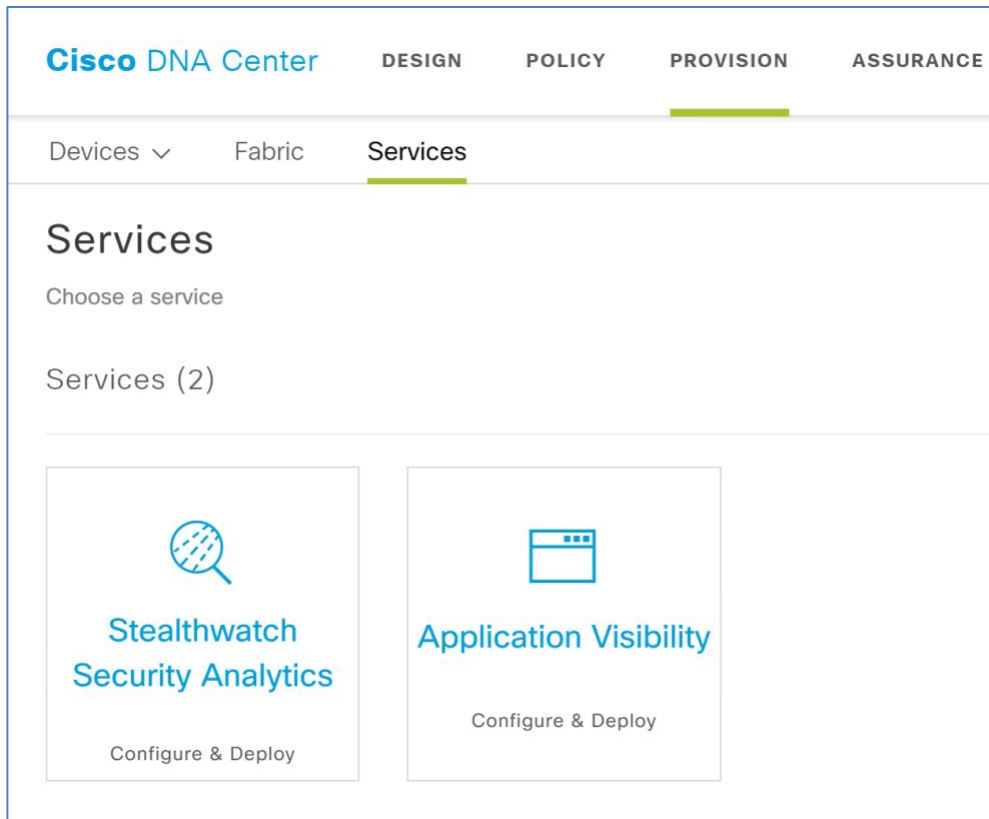 Cisco DNA Center DESIGN POLICY PROVISION ASSURANCE
Devices Fabric Services
Services
Choose a service
Services (2)
Stealthwatch
Security Analytics
Configure & Deploy
Application Visibility
Configure & Deploy